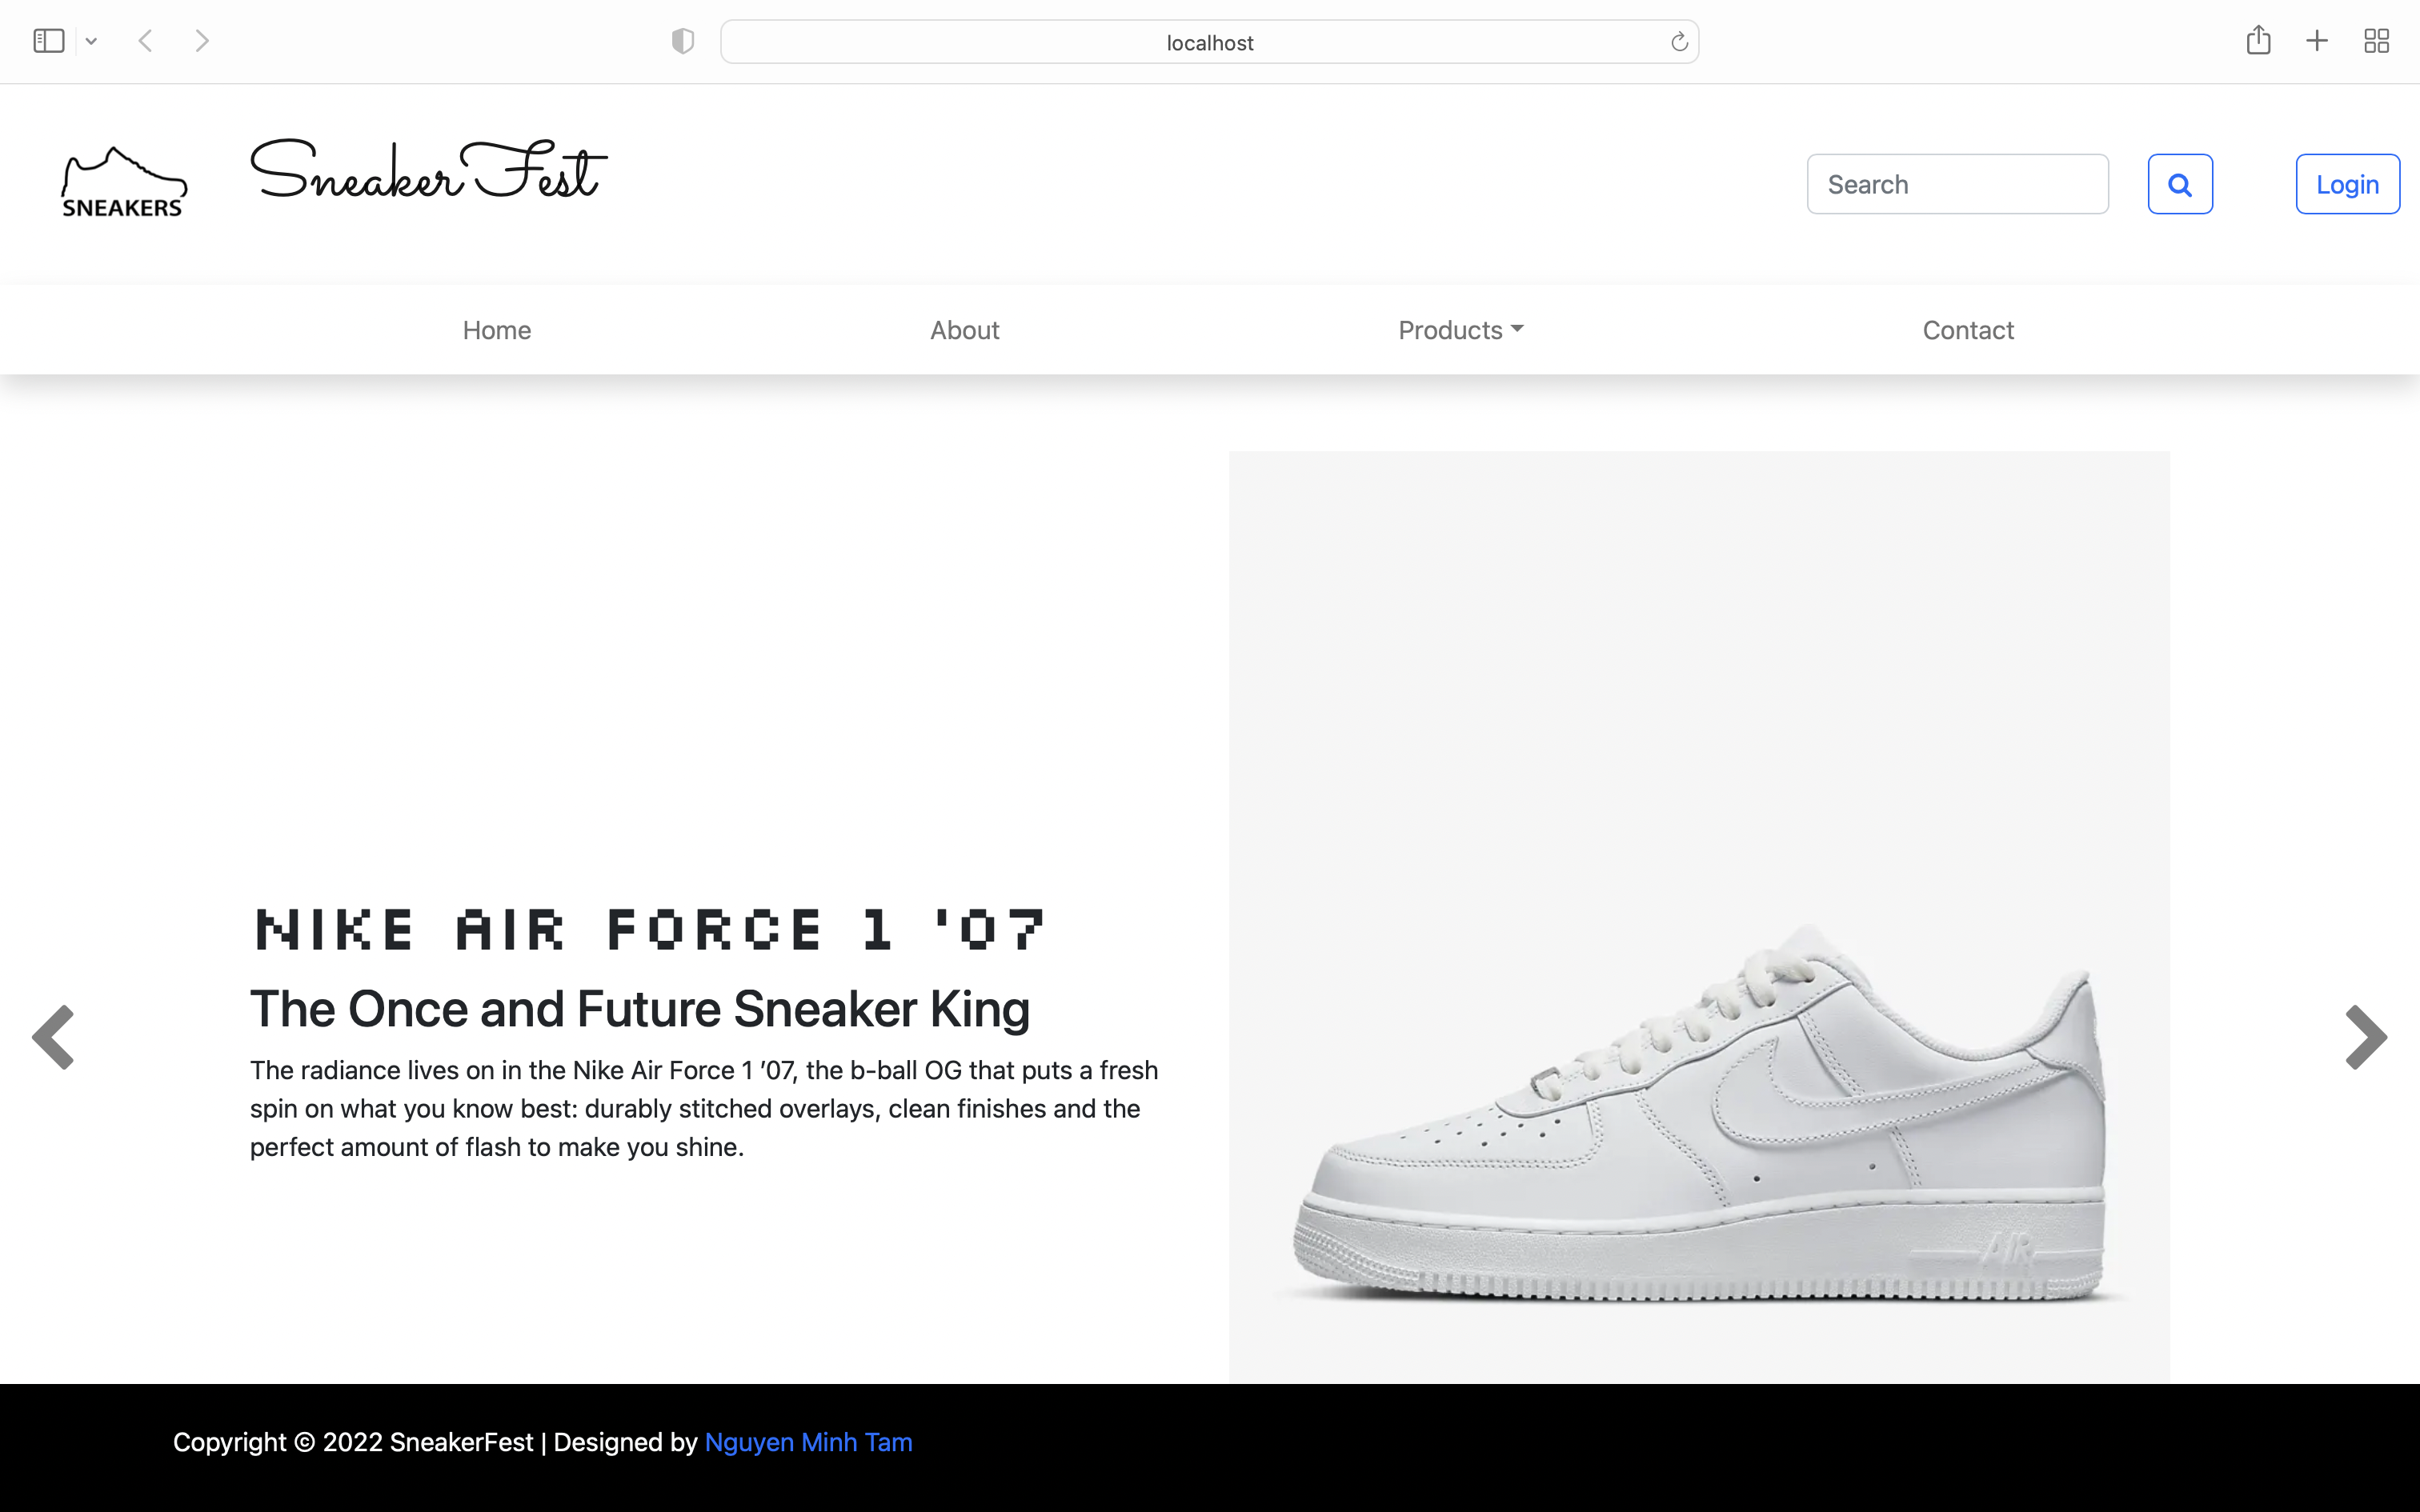 localhost
SNEAKERS
SneakerFest
Search
Login
Home
About
Products
Contact
NIKE AIR FORCE 1 '07
The Once and Future Sneaker King
The radiance lives on in the Nike Air Force 1 ’07, the b-ball OG that puts a fresh
spin on what you know best: durably stitched overlays, clean finishes and the
perfect amount of flash to make you shine.
AIR
Copyright © 2022 SneakerFest | Designed by Nguyen Minh Tam